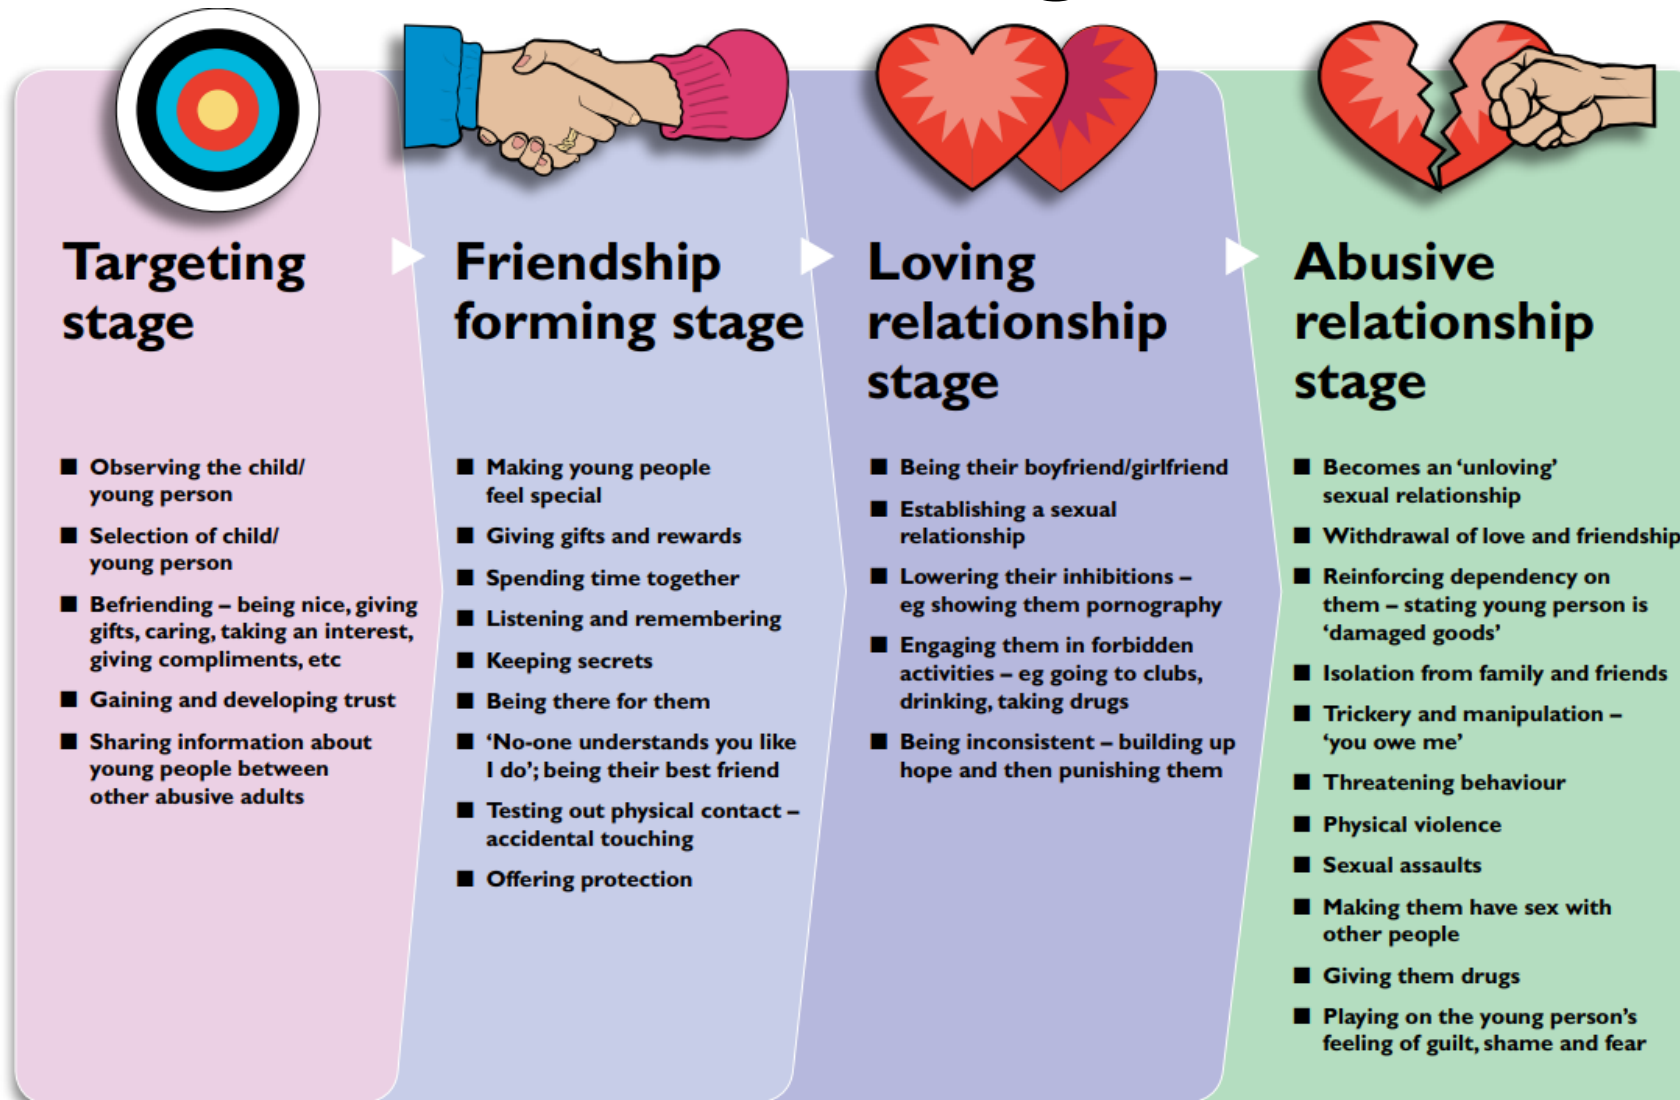 Targeting
stage
■ Observing the child/
young person
■ Selection of child/
young person
■ Befriending – being nice, giving
gifts, caring, taking an interest,
giving compliments, etc
■ Gaining and developing trust
■ Sharing information about
young people between
other abusive adults
Friendship
forming stage
■ Making young people
feel special
■ Giving gifts and rewards
■ Spending time together
■ Listening and remembering
■ Keeping secrets
■ Being there for them
■ ‘No-one understands you like
I do’; being their best friend
■ Testing out physical contact –
accidental touching
■ Offering protection
Loving
relationship
stage
■ Being their boyfriend/girlfriend
■ Establishing a sexual
relationship
■ Lowering their inhibitions –
eg showing them pornography
■ Engaging them in forbidden
activities – eg going to clubs,
drinking, taking drugs
■ Being inconsistent – building up
hope and then punishing them
Abusive
relationship
stage
■ Becomes an ‘unloving’
sexual relationship
■ Withdrawal of love and friendship
■ Reinforcing dependency on
them – stating young person is
‘damaged goods’
■ Isolation from family and friends
■ Trickery and manipulation –
‘you owe me’
■ Threatening behaviour
■ Physical violence
■ Sexual assaults
■ Making them have sex with
other people
■ Giving them drugs
■ Playing on the young person’s
feeling of guilt, shame and fear